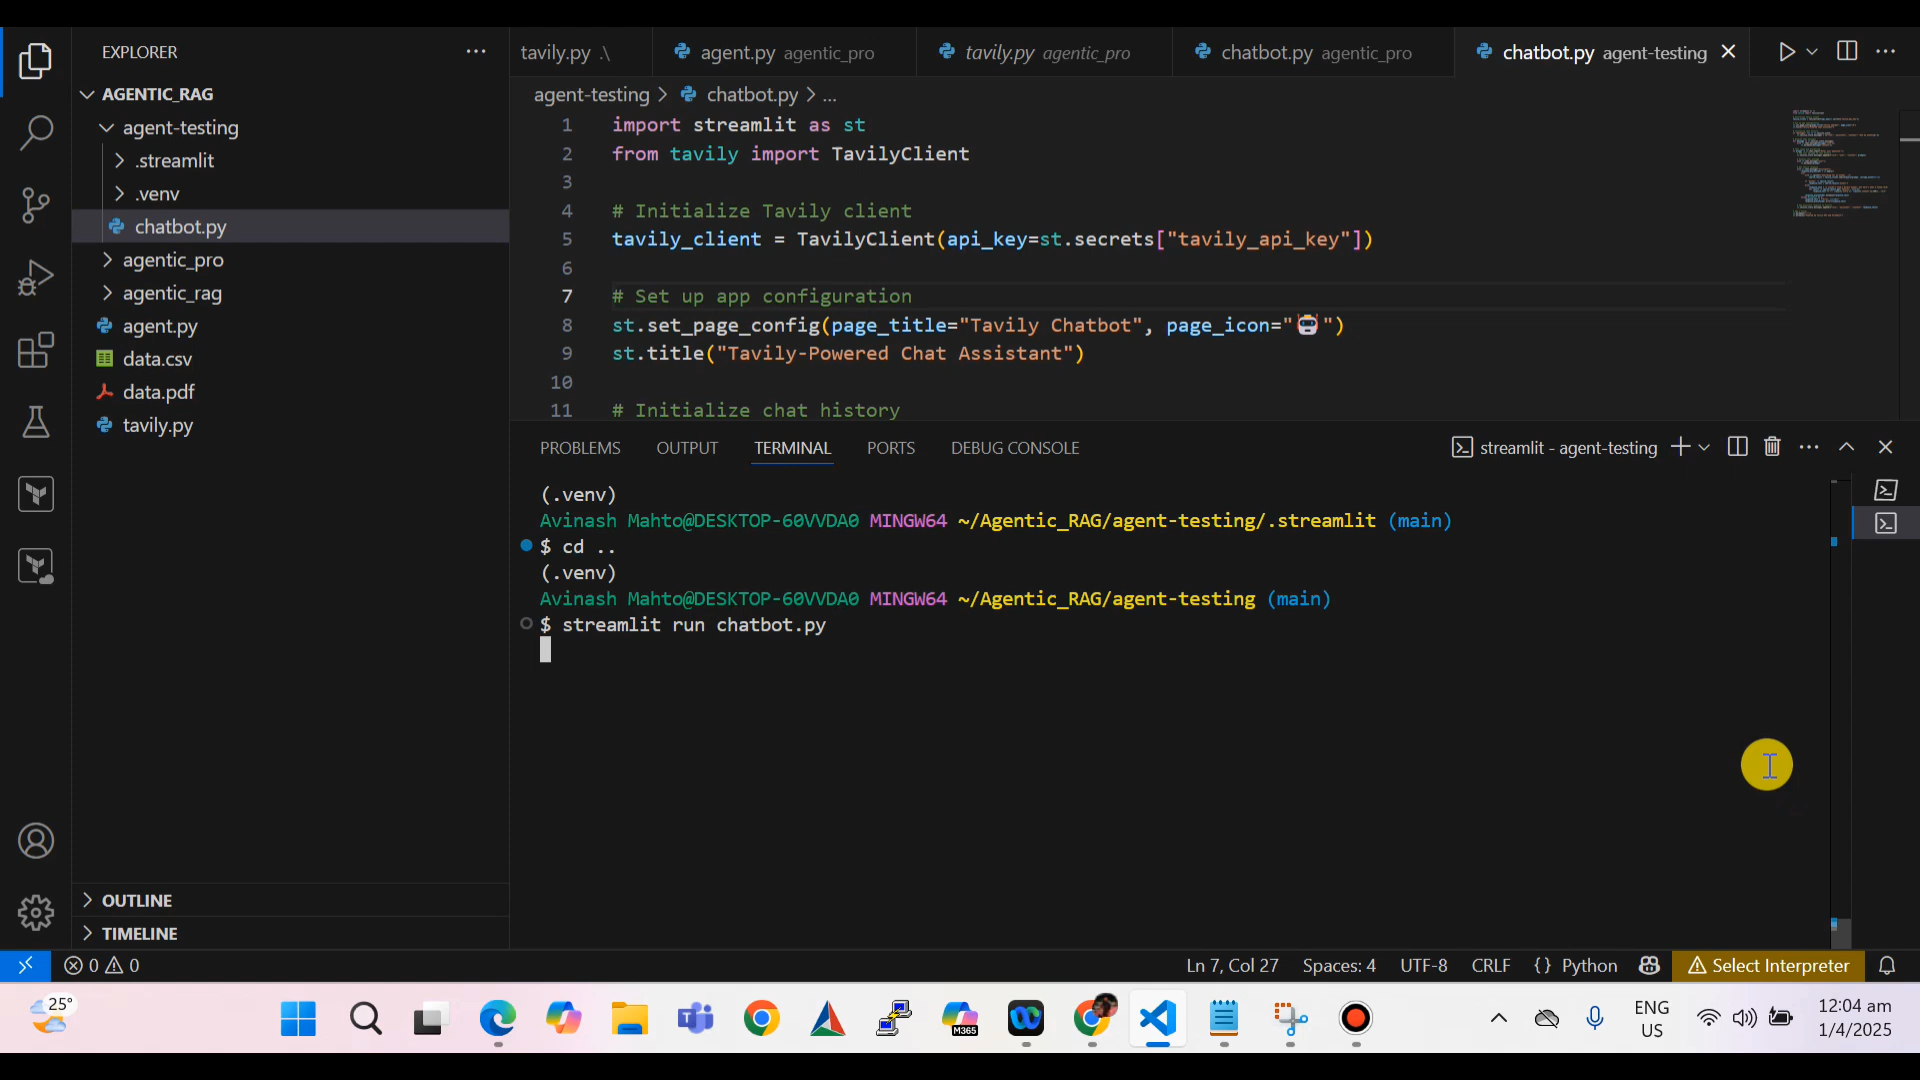 EXPLORER
AGENTIC_RAG
agent-testing
.streamlit
.venv
chatbot.py
agentic_pro
agentic_rag
agent.py
data.csv
data.pdf
tavily.py
OUTLINE
TIMELINE
tavily.py .\
agent.py agentic_pro
tavily.py agentic_pro
chatbot.py agentic_pro
chatbot.py agent-testing
agent-testing > chatbot.py > ...
1 import streamlit as st
2 from tavily import TavilyClient
3
4 # Initialize Tavily client
5 tavily_client = TavilyClient(api_key=st.secrets["tavily_api_key"])
6
7 # Set up app configuration
8 st.set_page_config(page_title="Tavily Chatbot", page_icon="🤖")
9 st.title("Tavily-Powered Chat Assistant")
10
11 # Initialize chat history
PROBLEMS OUTPUT TERMINAL PORTS DEBUG CONSOLE
streamlit - agent-testing
(.venv)
Avinash Mahto@DESKTOP-60VVDA0 MINGW64 ~/Agentic_RAG/agent-testing/.streamlit (main)
$ cd ..
(.venv)
Avinash Mahto@DESKTOP-60VVDA0 MINGW64 ~/Agentic_RAG/agent-testing (main)
$ streamlit run chatbot.py
0 0
Ln 7, Col 27 Spaces: 4 UTF-8 CRLF {} Python Select Interpreter
25°
M365
ENG
US
12:04 am
1/4/2025